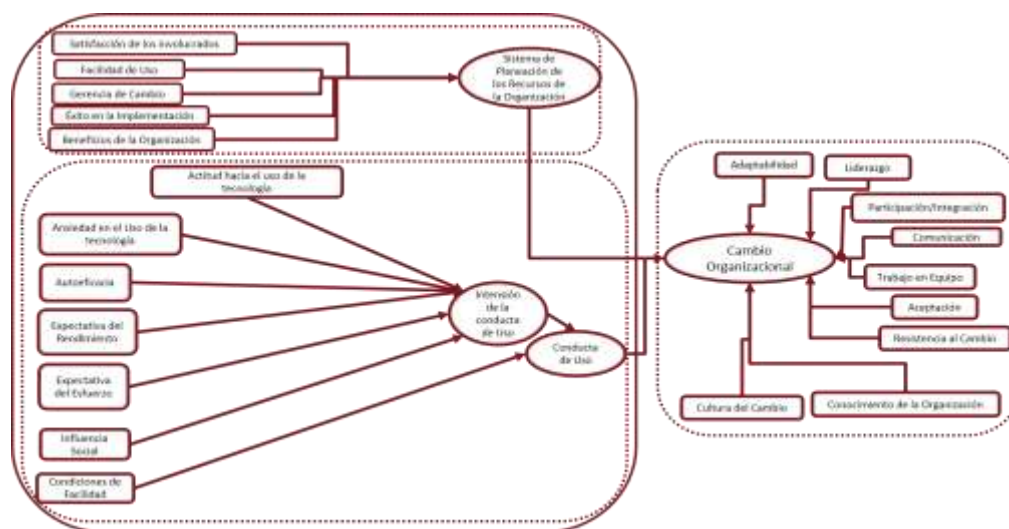 Satisfacción de los Involucrados
Facilidad de Uso
Gerencia de Cambio
Éxito en la Implementación
Beneficios de la Organización
Sistema de
Planeación de
los Recursos de
la Organización
Actitud hacia el uso de la
tecnología
Ansiedad en el Uso de la
Tecnología
Autoeficacia
Expectativa del
Rendimiento
Expectativa
del Esfuerzo
Influencia
Social
Condiciones de
Facilidad
Intensión
de la
conducta
de Uso
Conducta
de Uso
Adaptabilidad
Liderazgo
Participación/Integración
Comunicación
Trabajo en Equipo
Aceptación
Resistencia al Cambio
Conocimiento de la Organización
Cultura del Cambio
Cambio
Organizacional